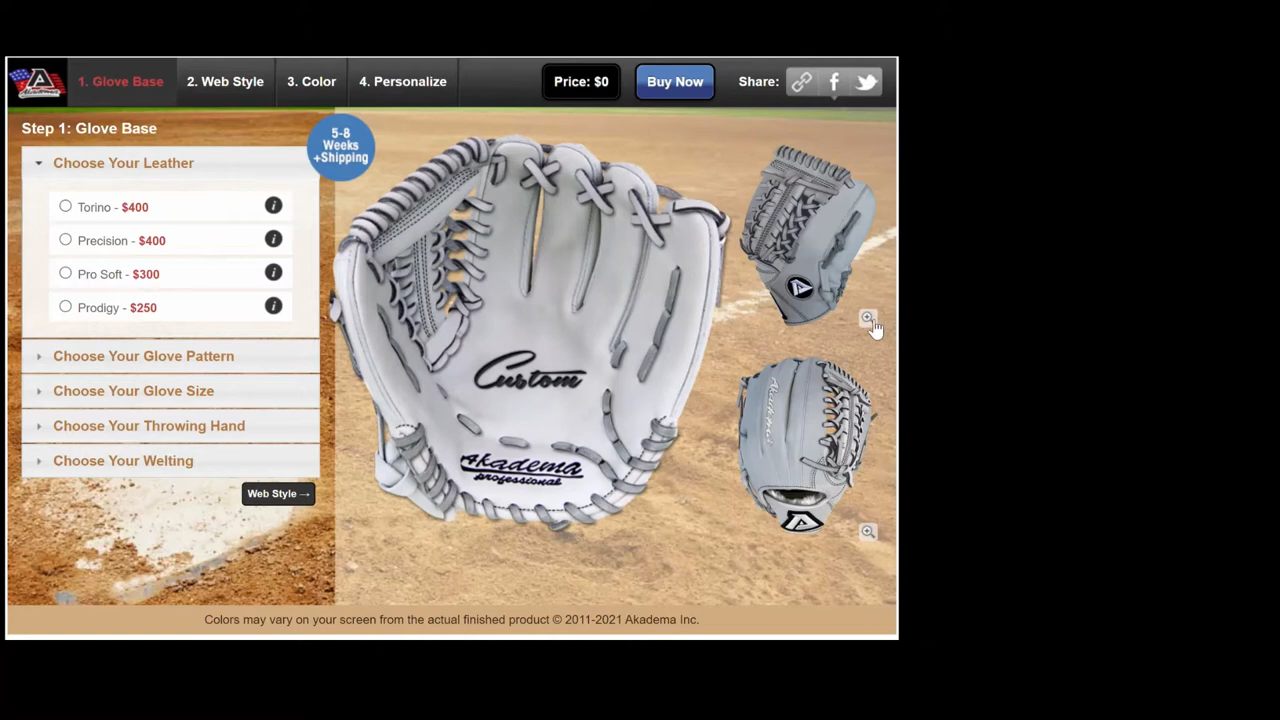 1. Glove Base
2. Web Style
3. Color
4. Personalize
Price: $0
Buy Now
Share:
Step 1: Glove Base
5-8
Weeks
+Shipping
Choose Your Leather
Torino - $400
Precision - $400
Pro Soft - $300
Prodigy - $250
Choose Your Glove Pattern
Choose Your Glove Size
Choose Your Throwing Hand
Choose Your Welting
Web Style →
Custom
Akadema
professional
Akadema
Colors may vary on your screen from the actual finished product © 2011-2021 Akadema Inc.